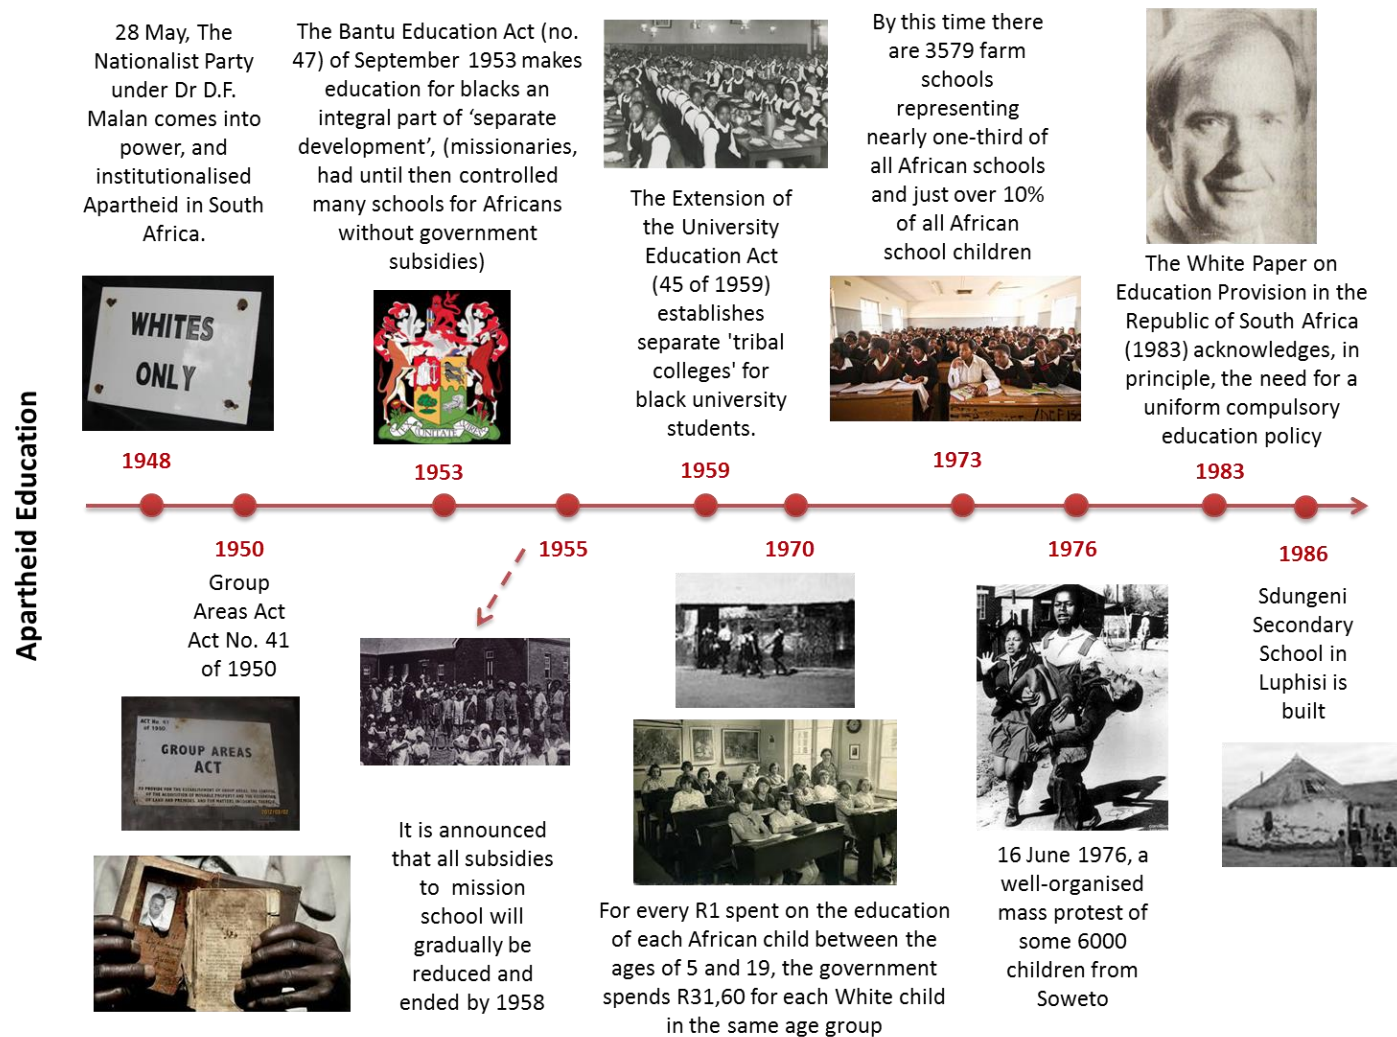 Apartheid Education
28 May, The
Nationalist Party
under Dr D.F.
Malan comes into
power, and
institutionalised
Apartheid in South
Africa.
WHITES
ONLY
1948
The Bantu Education Act (no.
47) of September 1953 makes
education for blacks an
integral part of ‘separate
development’, (missionaries,
had until then controlled
many schools for Africans
without government
subsidies)
UNITATE
1953
The Extension of
the University
Education Act
(45 of 1959)
establishes
separate 'tribal
colleges' for
black university
students.
1959
By this time there
are 3579 farm
schools
representing
nearly one-third of
all African schools
and just over 10%
of all African
school children
1973
The White Paper on
Education Provision in the
Republic of South Africa
(1983) acknowledges, in
principle, the need for a
uniform compulsory
education policy
1983
1950
Group
Areas Act
Act No. 41
of 1950
ACT No. 41
of 1950
GROUP AREAS
ACT
1955
It is announced
that all subsidies
to mission
school will
gradually be
reduced and
ended by 1958
1970
For every R1 spent on the education
of each African child between the
ages of 5 and 19, the government
spends R31,60 for each White child
in the same age group
1976
16 June 1976, a
well-organised
mass protest of
some 6000
children from
Soweto
1986
Sdungeni
Secondary
School in
Luphisi is
built